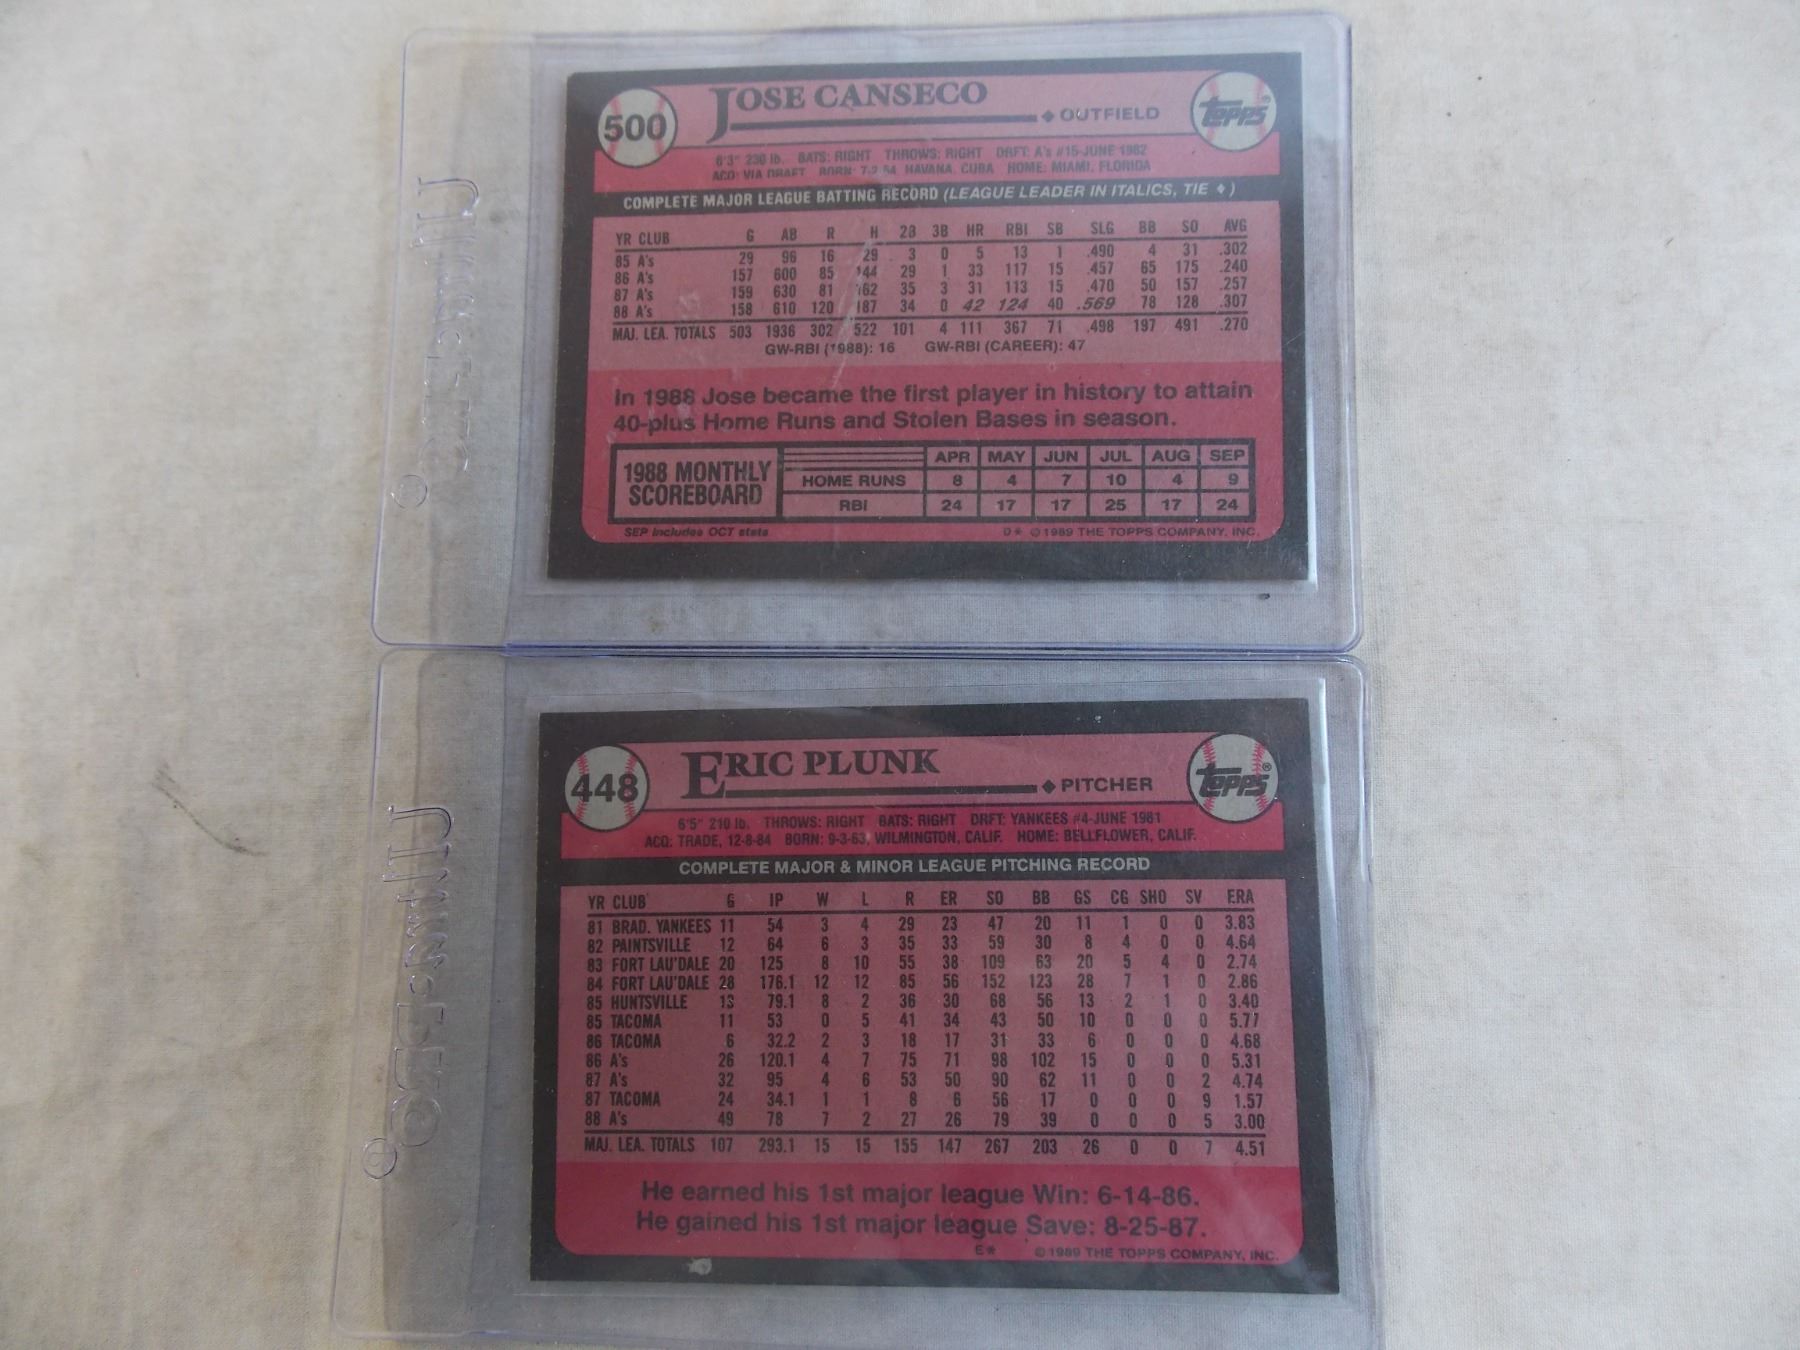 500
JOSE CANSECO
◆ OUTFIELD
Topps®
6'3" 230 lb. BATS: RIGHT THROWS: RIGHT DRFT: A's #15-JUNE 1982
ACQ: VIA DRAFT BORN: 7-2-64 HAVANA, CUBA HOME: MIAMI, FLORIDA
COMPLETE MAJOR LEAGUE BATTING RECORD (LEAGUE LEADER IN ITALICS, TIE ♦)
YR CLUB G AB R H 2B 3B HR RBI SB SLG BB SO AVG
85 A's 29 96 16 29 3 0 5 13 1 .490 4 31 .302
86 A's 157 600 85 144 29 1 33 117 15 .457 65 175 .240
87 A's 159 630 81 162 35 3 31 113 15 .470 50 157 .257
88 A's 158 610 120 187 34 0 42 124 40 .569 78 128 .307
MAJ. LEA. TOTALS 503 1936 302 522 101 4 111 367 71 .498 197 491 .270
GW-RBI (1988): 16 GW-RBI (CAREER): 47
In 1988 Jose became the first player in history to attain
40-plus Home Runs and Stolen Bases in season.
1988 MONTHLY
SCOREBOARD
APR MAY JUN JUL AUG SEP
HOME RUNS 8 4 7 10 4 9
RBI 24 17 17 25 17 24
SEP includes OCT stats
D* © 1989 THE TOPPS COMPANY, INC.
448
ERIC PLUNK
◆ PITCHER
Topps®
6'5" 210 lb. THROWS: RIGHT BATS: RIGHT DRFT: YANKEES #4-JUNE 1981
ACQ: TRADE, 12-8-84 BORN: 9-3-63, WILMINGTON, CALIF. HOME: BELLFLOWER, CALIF.
COMPLETE MAJOR & MINOR LEAGUE PITCHING RECORD
YR CLUB G IP W L R ER SO BB GS CG SHO SV ERA
81 BRAD. YANKEES 11 54 3 4 29 23 47 20 11 1 0 0 3.83
82 PAINTSVILLE 12 64 6 3 35 33 59 30 8 4 0 0 4.64
83 FORT LAU'DALE 20 125 8 10 55 38 109 63 20 5 4 0 2.74
84 FORT LAU'DALE 28 176.1 12 12 85 56 152 123 28 7 1 0 2.86
85 HUNTSVILLE 13 79.1 8 2 36 30 68 56 13 2 1 0 3.40
85 TACOMA 11 53 0 5 41 34 43 50 10 0 0 0 5.77
86 TACOMA 6 32.2 2 3 18 17 31 33 6 0 0 0 4.68
86 A's 26 120.1 4 7 75 71 98 102 15 0 0 0 5.31
87 A's 32 95 4 6 53 50 90 62 11 0 0 2 4.74
87 TACOMA 24 34.1 1 1 8 6 56 17 0 0 0 9 1.57
88 A's 49 78 7 2 27 26 79 39 0 0 0 5 3.00
MAJ. LEA. TOTALS 107 293.1 15 15 155 147 267 203 26 0 0 7 4.51
He earned his 1st major league Win: 6-14-86.
He gained his 1st major league Save: 8-25-87.
E* © 1989 THE TOPPS COMPANY, INC.